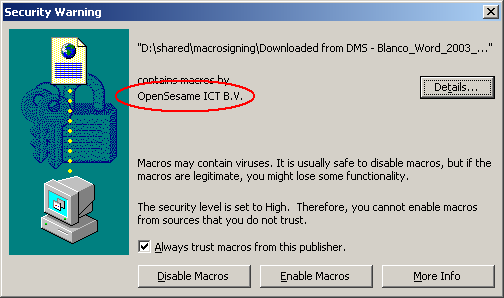 Security Warning
"D:\shared\macrosigning\Downloaded from DMS - Blanco_Word_2003_..."
contains macros by
OpenSesame ICT B.V.
Details...
Macros may contain viruses. It is usually safe to disable macros, but if the
macros are legitimate, you might lose some functionality.
The security level is set to High. Therefore, you cannot enable macros
from sources that you do not trust.
Always trust macros from this publisher.
Disable Macros
Enable Macros
More Info